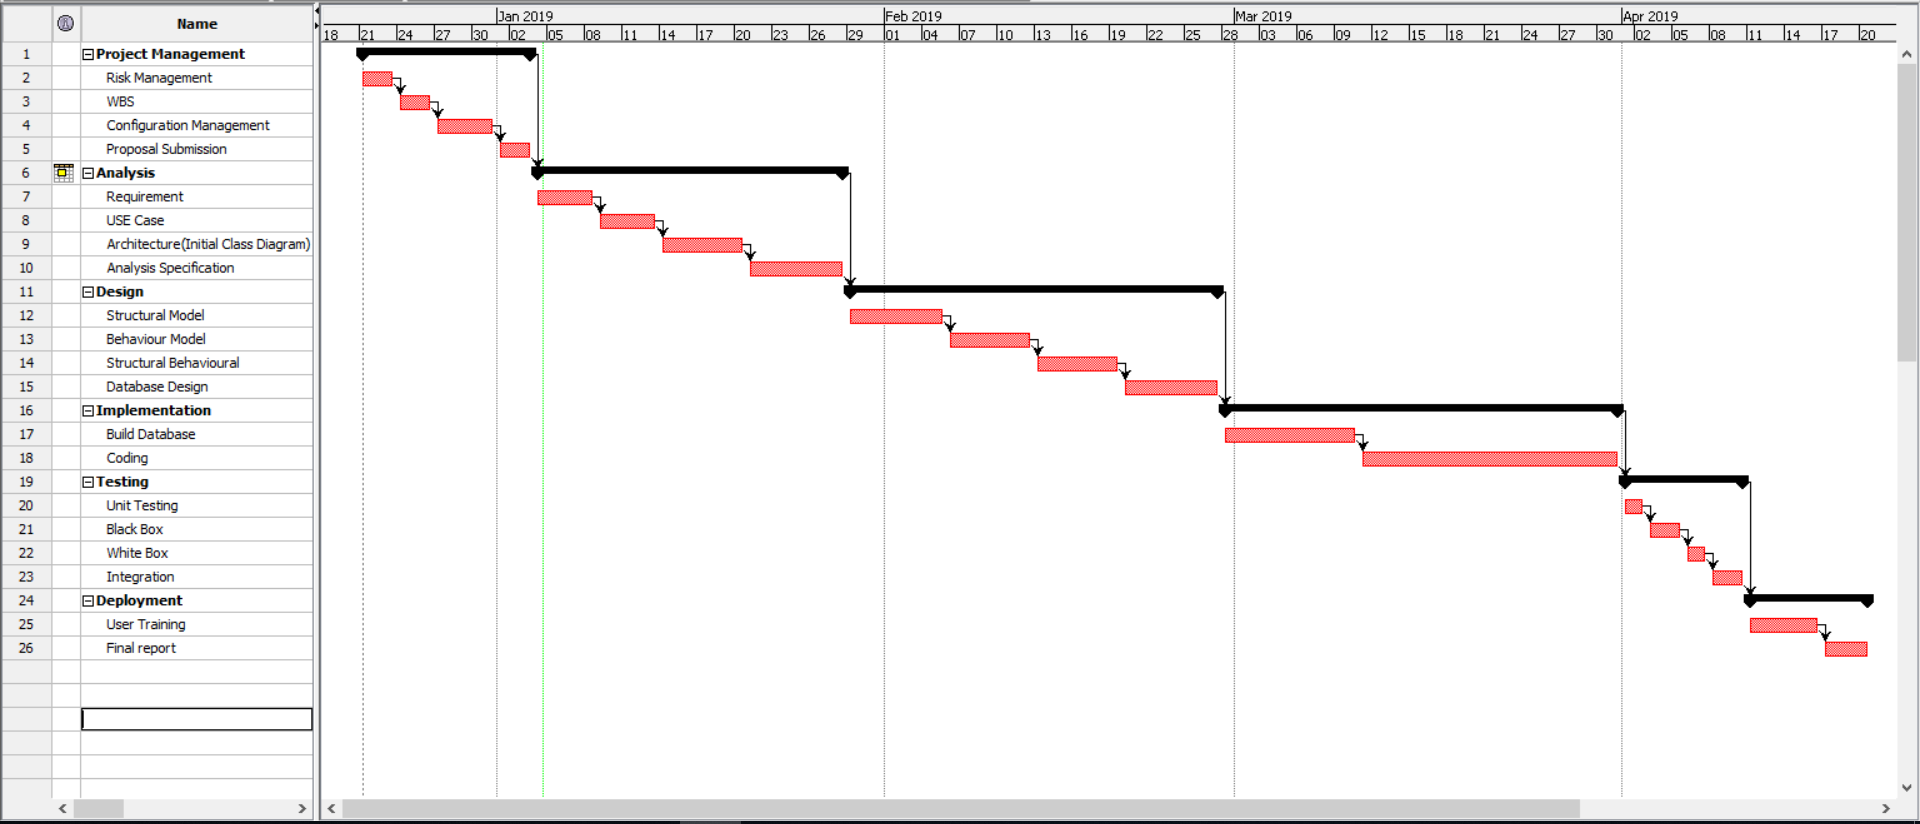 Name
Jan 2019 Feb 2019 Mar 2019 Apr 2019
18 21 24 27 30 02 05 08 11 14 17 20 23 26 29 01 04 07 10 13 16 19 22 25 28 03 06 09 12 15 18 21 24 27 30 02 05 08 11 14 17 20
1 Project Management
2 Risk Management
3 WBS
4 Configuration Management
5 Proposal Submission
6 Analysis
7 Requirement
8 USE Case
9 Architecture(Initial Class Diagram)
10 Analysis Specification
11 Design
12 Structural Model
13 Behaviour Model
14 Structural Behavioural
15 Database Design
16 Implementation
17 Build Database
18 Coding
19 Testing
20 Unit Testing
21 Black Box
22 White Box
23 Integration
24 Deployment
25 User Training
26 Final report